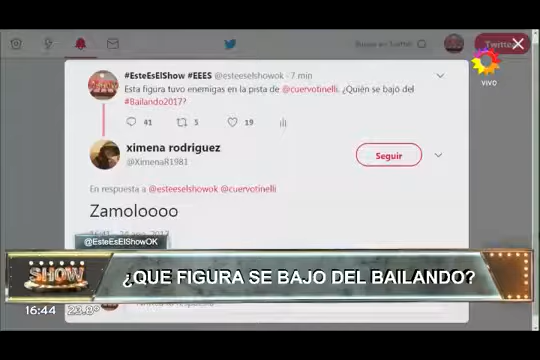 Buscar en Twitter
Twittear
VIVO
#EsteEsElShow #EEES @esteeselshowok · 7 min
Esta figura tuvo enemigas en la pista de
@cuervotinelli. ¿Quién se bajó del
#Bailando2017?
41 5 19
ximena rodriguez
@XimenaR1981
Seguir
En respuesta a @esteeselshowok @cuervotinelli
Zamoloooo
@EsteEsElShowOK
SHOW
¿QUE FIGURA SE BAJO DEL BAILANDO?
16:44 23.8°